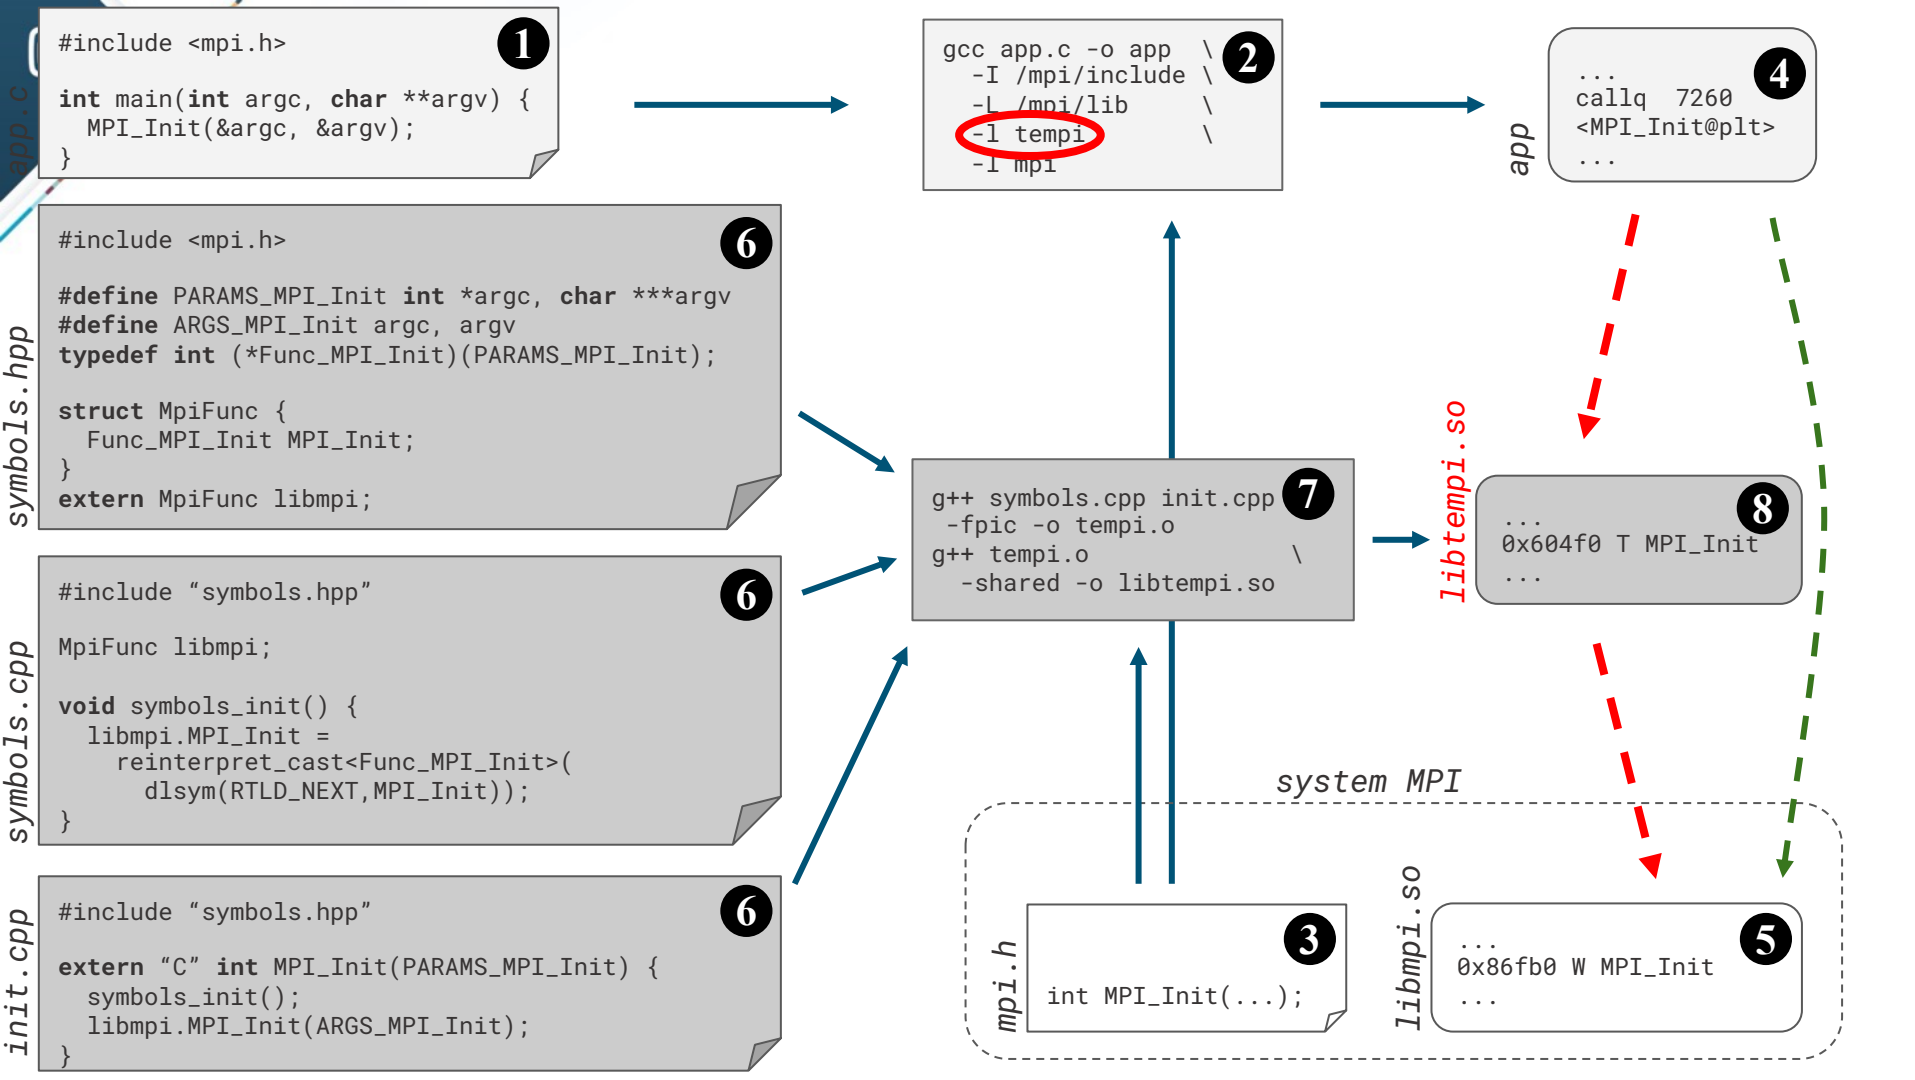 app.c
#include <mpi.h>
int main(int argc, char **argv) {
  MPI_Init(&argc, &argv);
}
1
gcc app.c -o app  \
  -I /mpi/include \
  -L /mpi/lib     \
  -l tempi        \
  -l mpi
2
app
...
callq  7260
<MPI_Init@plt>
...
4
symbols.hpp
#include <mpi.h>
#define PARAMS_MPI_Init int *argc, char ***argv
#define ARGS_MPI_Init argc, argv
typedef int (*Func_MPI_Init)(PARAMS_MPI_Init);
struct MpiFunc {
  Func_MPI_Init MPI_Init;
}
extern MpiFunc libmpi;
6
symbols.cpp
#include “symbols.hpp”
MpiFunc libmpi;
void symbols_init() {
  libmpi.MPI_Init =
    reinterpret_cast<Func_MPI_Init>(
      dlsym(RTLD_NEXT,MPI_Init));
}
6
init.cpp
#include “symbols.hpp”
extern “C” int MPI_Init(PARAMS_MPI_Init) {
  symbols_init();
  libmpi.MPI_Init(ARGS_MPI_Init);
}
6
g++ symbols.cpp init.cpp
 -fpic -o tempi.o
g++ tempi.o              \
  -shared -o libtempi.so
7
libtempi.so
...
0x604f0 T MPI_Init
...
8
system MPI
mpi.h
int MPI_Init(...);
3
libmpi.so
...
0x86fb0 W MPI_Init
...
5